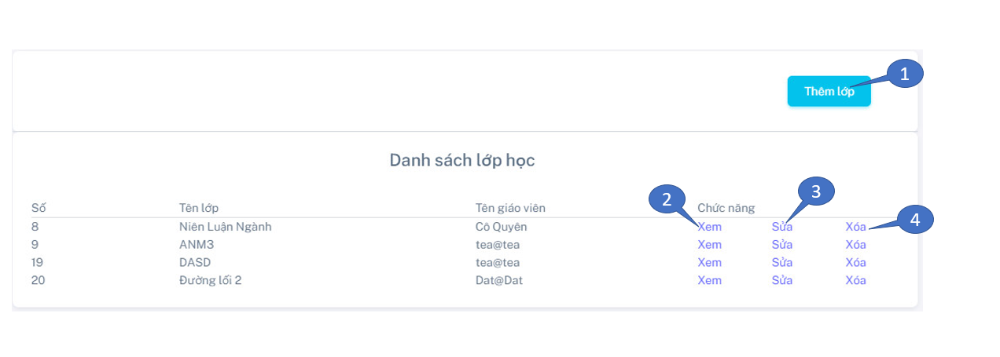 1
Thêm lớp
Danh sách lớp học
3
2
Số Tên lớp Tên giáo viên Chức năng
4
8 Niên Luận Ngành Cô Quyên Xem Sửa Xóa
9 ANM3 tea@tea Xem Sửa Xóa
19 DASD tea@tea Xem Sửa Xóa
20 Đường lối 2 Dat@Dat Xem Sửa Xóa